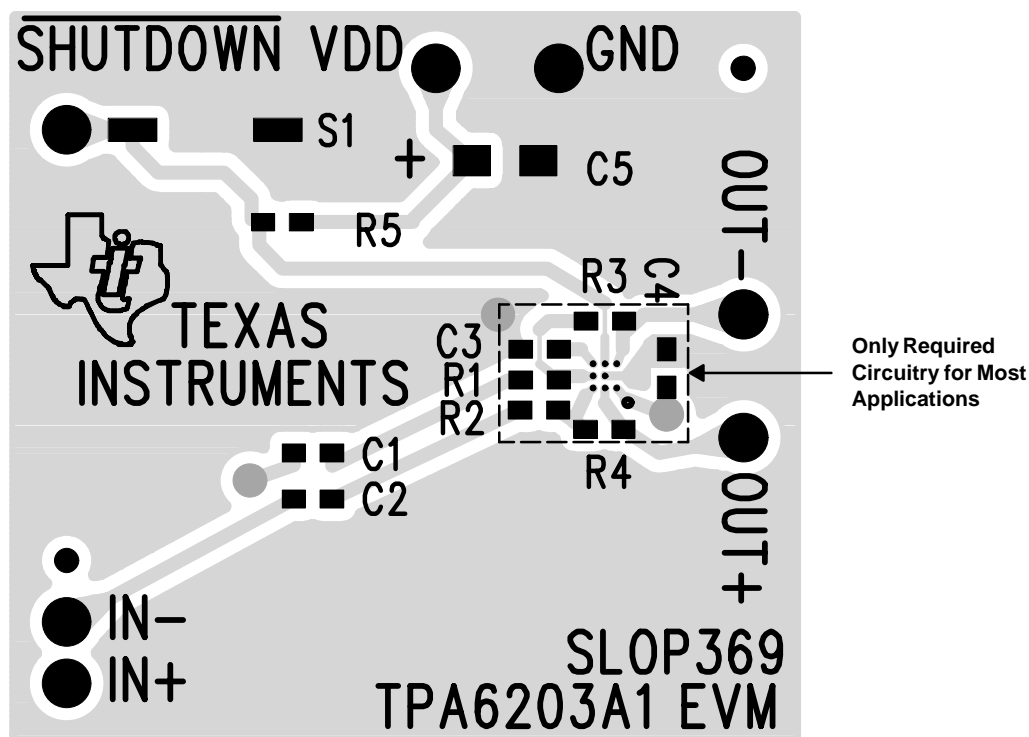 SHUTDOWN VDD GND
S1
+
C5
OUT-
R5
R3
C4
TEXAS
INSTRUMENTS
C3
R1
R2
Only Required
Circuitry for Most
Applications
R4
C1
C2
OUT+
IN-
IN+
SLOP369
TPA6203A1 EVM